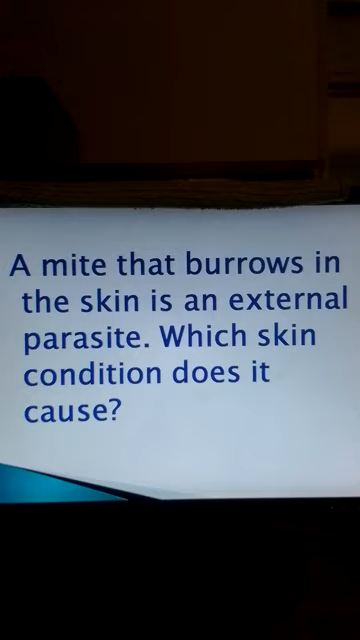 A mite that burrows in
the skin is an external
parasite. Which skin
condition does it
cause?